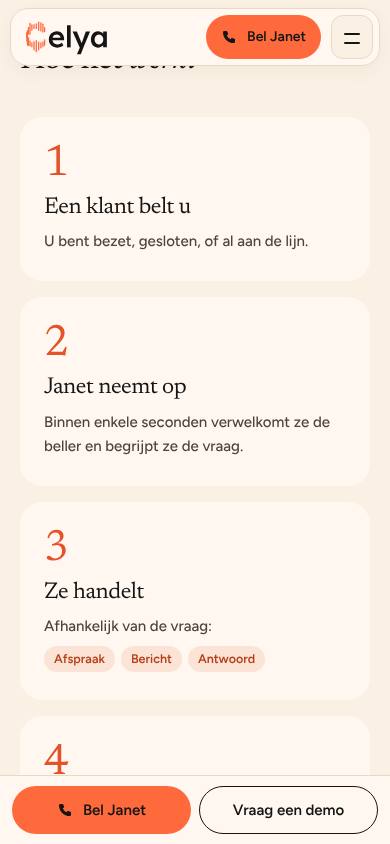 Celya
Bel Janet
1
Een klant belt u
U bent bezet, gesloten, of al aan de lijn.
2
Janet neemt op
Binnen enkele seconden verwelkomt ze de
beller en begrijpt ze de vraag.
3
Ze handelt
Afhankelijk van de vraag:
Afspraak Bericht Antwoord
4
Bel Janet Vraag een demo